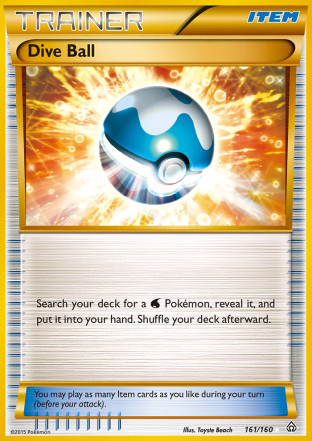 TRAINER
ITEM
Dive Ball
Search your deck for a Pokémon, reveal it, and
put it into your hand. Shuffle your deck afterward.
You may play as many Item cards as you like during your turn
(before your attack).
©2015 Pokémon
Illus. Toyste Beach
161/160